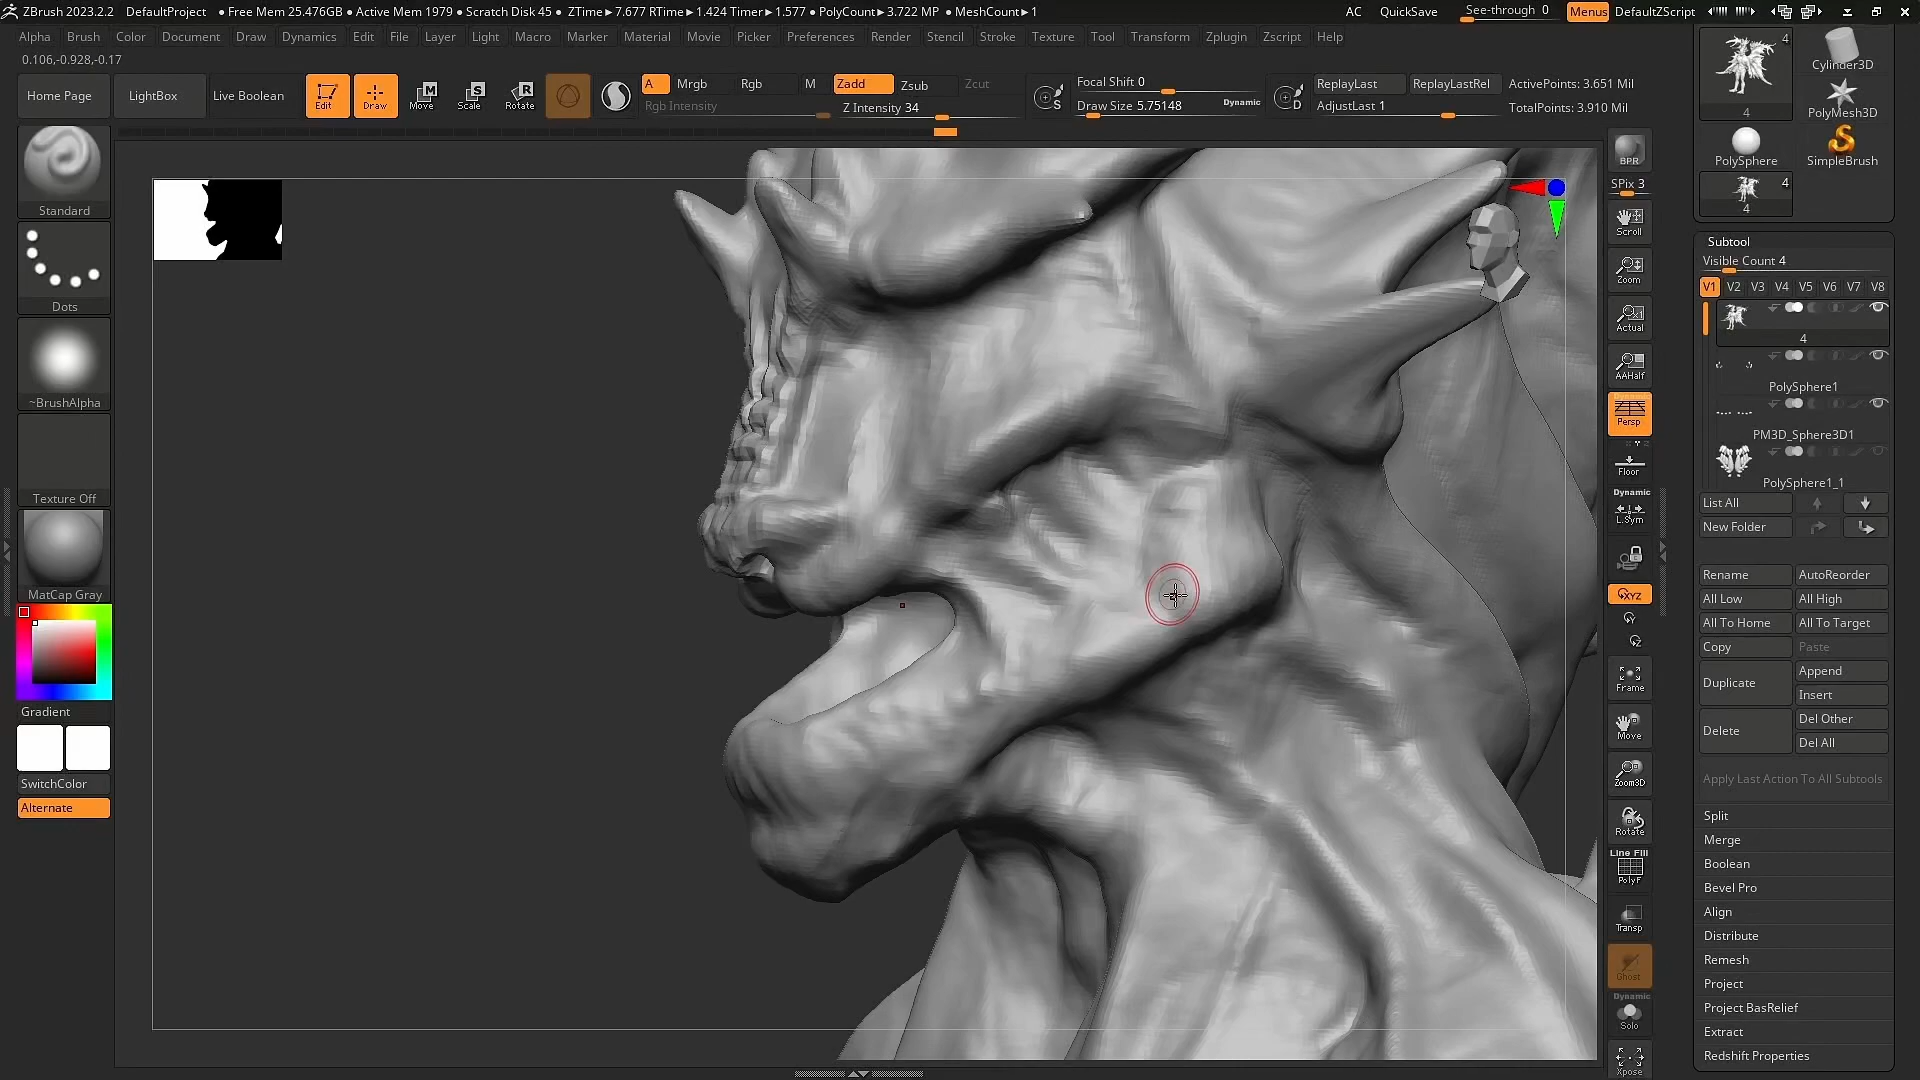 ZBrush 2023.2.2 DefaultProject ● Free Mem 25.476GB ● Active Mem 1979 ● Scratch Disk 45 ● ZTime▸7.677 RTime▸1.424 Timer▸1.577 ● PolyCount▸3.722 MP ● MeshCount▸1 AC QuickSave See-through 0 Menus DefaultZScript
Alpha Brush Color Document Draw Dynamics Edit File Layer Light Macro Marker Material Movie Picker Preferences Render Stencil Stroke Texture Tool Transform Zplugin Zscript Help
0.106,-0.928,-0.17
Home Page LightBox Live Boolean Edit Draw Move Scale Rotate
A Mrgb Rgb M Zadd Zsub Zcut
Rgb Intensity Z Intensity 34
Focal Shift 0
Draw Size 5.75148 Dynamic
ReplayLast ReplayLastRel ActivePoints: 3.651 Mil
AdjustLast 1 TotalPoints: 3.910 Mil
Standard
Dots
~BrushAlpha
Texture Off
MatCap Gray
Gradient
SwitchColor
Alternate
BPR
SPix 3
Scroll
Zoom
Actual
AAHalf
Dynamic
Persp
Floor
Dynamic
L.Sym
XYZ
Y
Z
Frame
Move
Zoom3D
Rotate
Line Fill
PolyF
Transp
Ghost
Dynamic
Solo
Xpose
4
4
Cylinder3D
PolyMesh3D
PolySphere SimpleBrush
4
4
Subtool
Visible Count 4
V1 V2 V3 V4 V5 V6 V7 V8
4
PolySphere1
PM3D_Sphere3D1
PolySphere1_1
List All
New Folder
Rename AutoReorder
All Low All High
All To Home All To Target
Copy Paste
Duplicate Append
Insert
Delete Del Other
Del All
Apply Last Action To All Subtools
Split
Merge
Boolean
Bevel Pro
Align
Distribute
Remesh
Project
Project BasRelief
Extract
Redshift Properties